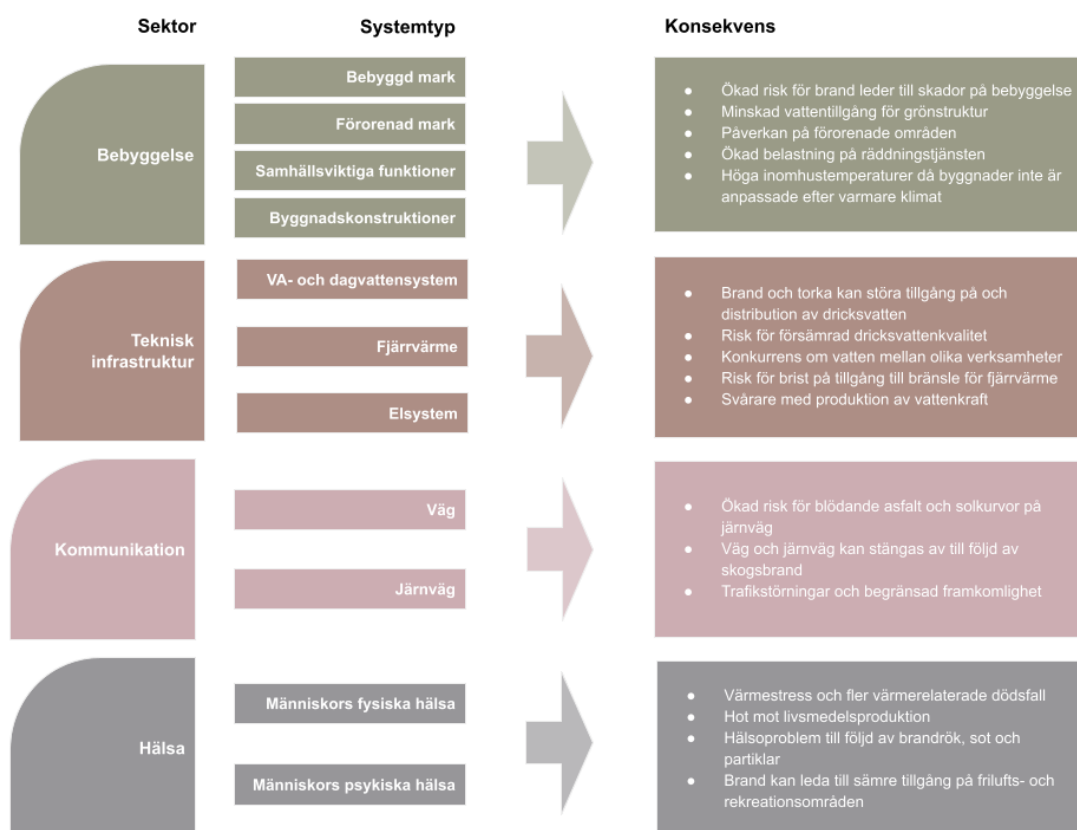 Sektor
Systemtyp
Konsekvens
Bebyggelse
Bebyggd mark
Förorenad mark
Samhällsviktiga funktioner
Byggnadskonstruktioner
● Ökad risk för brand leder till skador på bebyggelse
● Minskad vattentillgång för grönstruktur
● Påverkan på förorenade områden
● Ökad belastning på räddningstjänsten
● Höga inomhustemperaturer då byggnader inte är
anpassade efter varmare klimat
Teknisk
infrastruktur
VA- och dagvattensystem
Fjärrvärme
Elsystem
● Brand och torka kan störa tillgång på och
distribution av dricksvatten
● Risk för försämrad dricksvattenkvalitet
● Konkurrens om vatten mellan olika verksamheter
● Risk för brist på tillgång till bränsle för fjärrvärme
● Svårare med produktion av vattenkraft
Kommunikation
Väg
Järnväg
● Ökad risk för blödande asfalt och solkurvor på
järnväg
● Väg och järnväg kan stängas av till följd av
skogsbrand
● Trafikstörningar och begränsad framkomlighet
Hälsa
Människors fysiska hälsa
Människors psykiska hälsa
● Värmestress och fler värmerelaterade dödsfall
● Hot mot livsmedelsproduktion
● Hälsoproblem till följd av brandrök, sot och
partiklar
● Brand kan leda till sämre tillgång på frilufts- och
rekreationsområden